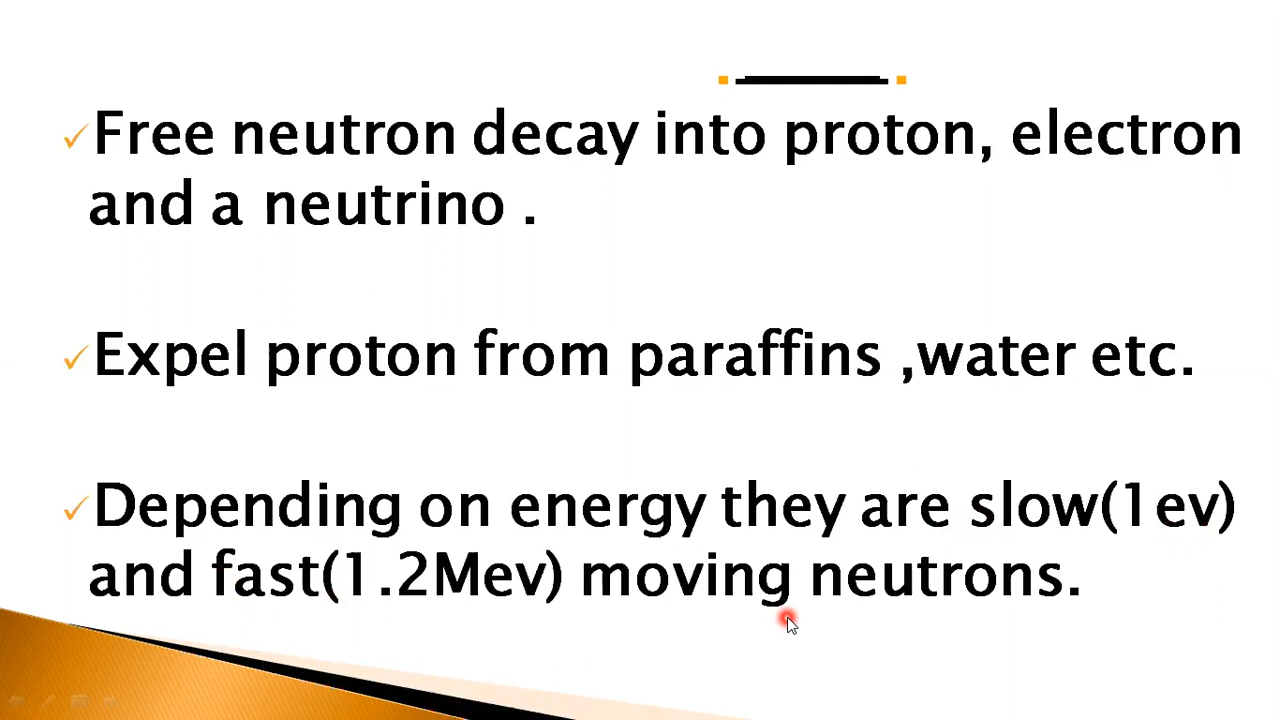 Free neutron decay into proton, electron
and a neutrino .
Expel proton from paraffins ,water etc.
Depending on energy they are slow(1ev)
and fast(1.2Mev) moving neutrons.